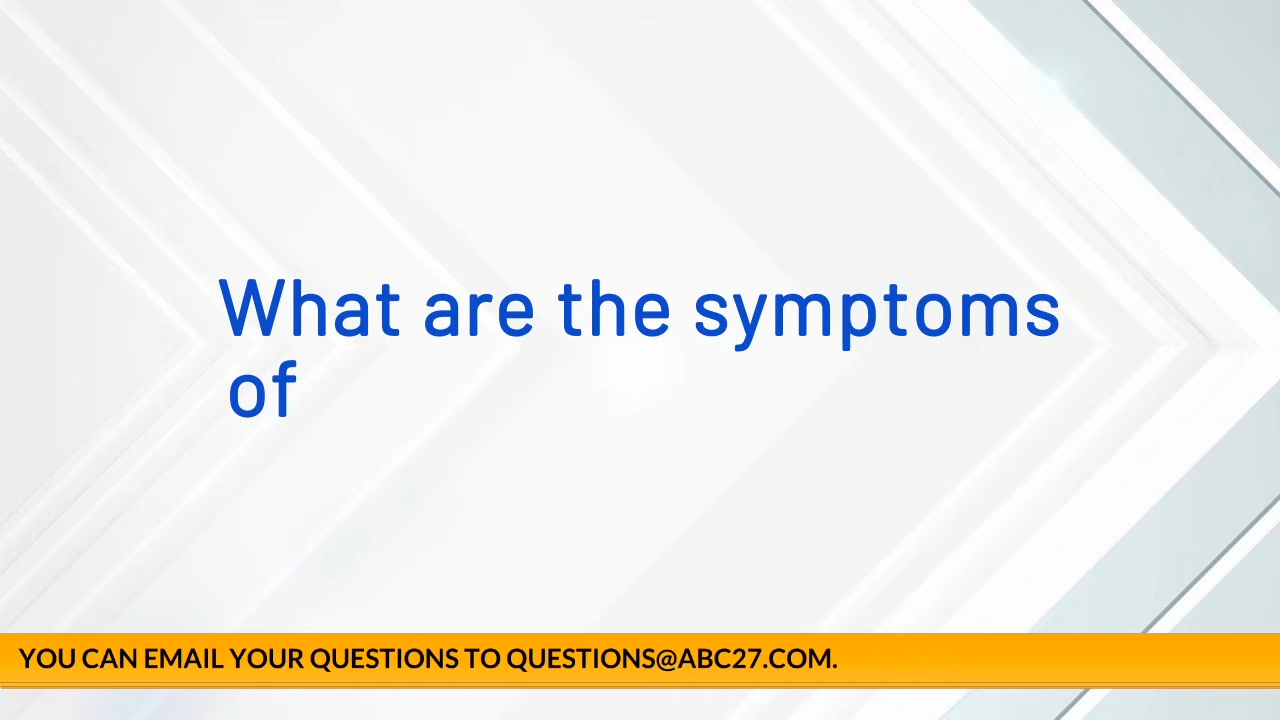 What are the symptoms
of
YOU CAN EMAIL YOUR QUESTIONS TO QUESTIONS@ABC27.COM.